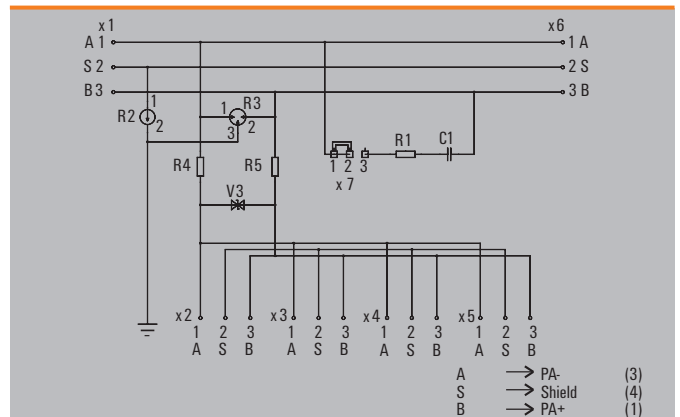 x1 x6
A 1 1 A
S 2 2 S
B3 3 B
1 R3
R2 1 R1 C1
2 3 2
1 2 3
R4 R5 x 7
V3
x2 x3 x4 x5
1 2 3 1 2 3 1 2 3 1 2 3
A S B A S B A S B A S B
A PA- (3)
S Shield (4)
B PA+ (1)